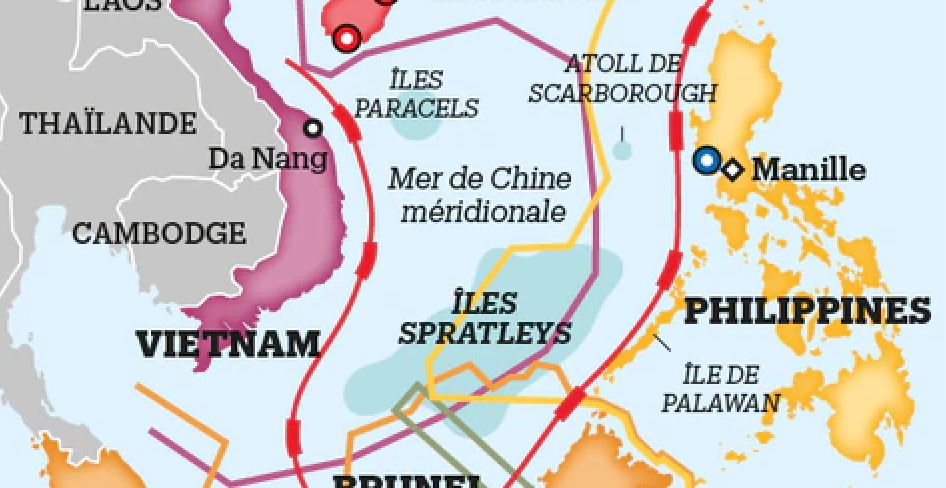 LAOS
ÎLES
PARACELS
ATOLL DE
SCARBOROUGH
THAÏLANDE
Da Nang
Manille
Mer de Chine
méridionale
CAMBODGE
ÎLES
SPRATLEYS
PHILIPPINES
VIETNAM
ÎLE DE
PALAWAN
BRUNEI